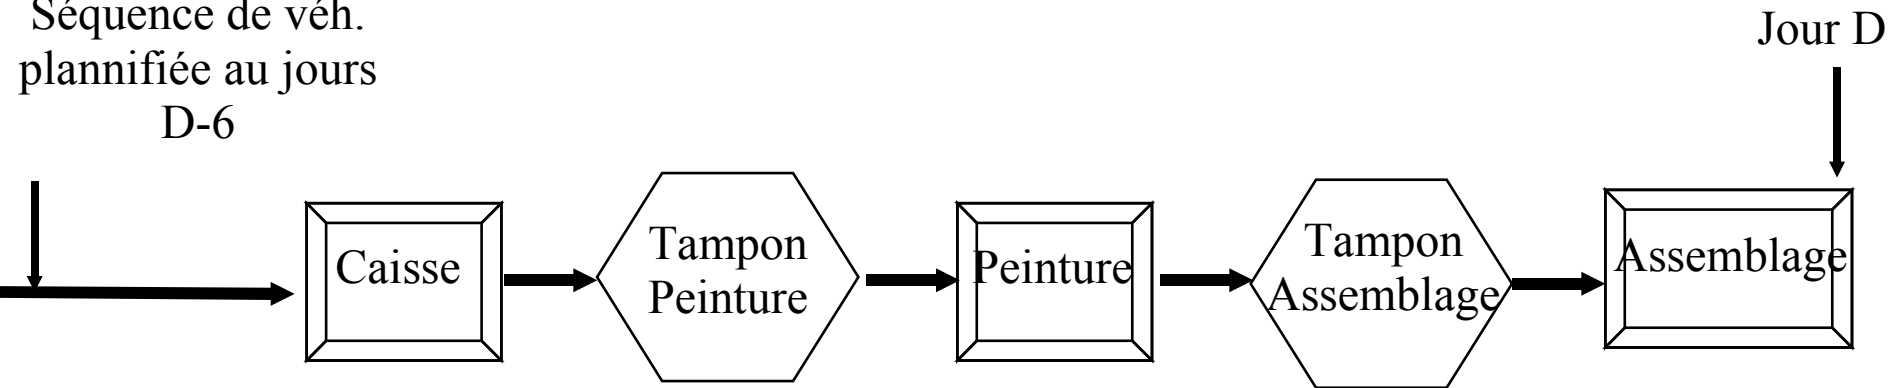 Séquence de véh.
plannifiée au jours
D-6
Jour D
Caisse
Tampon
Peinture
Peinture
Tampon
Assemblage
Assemblage